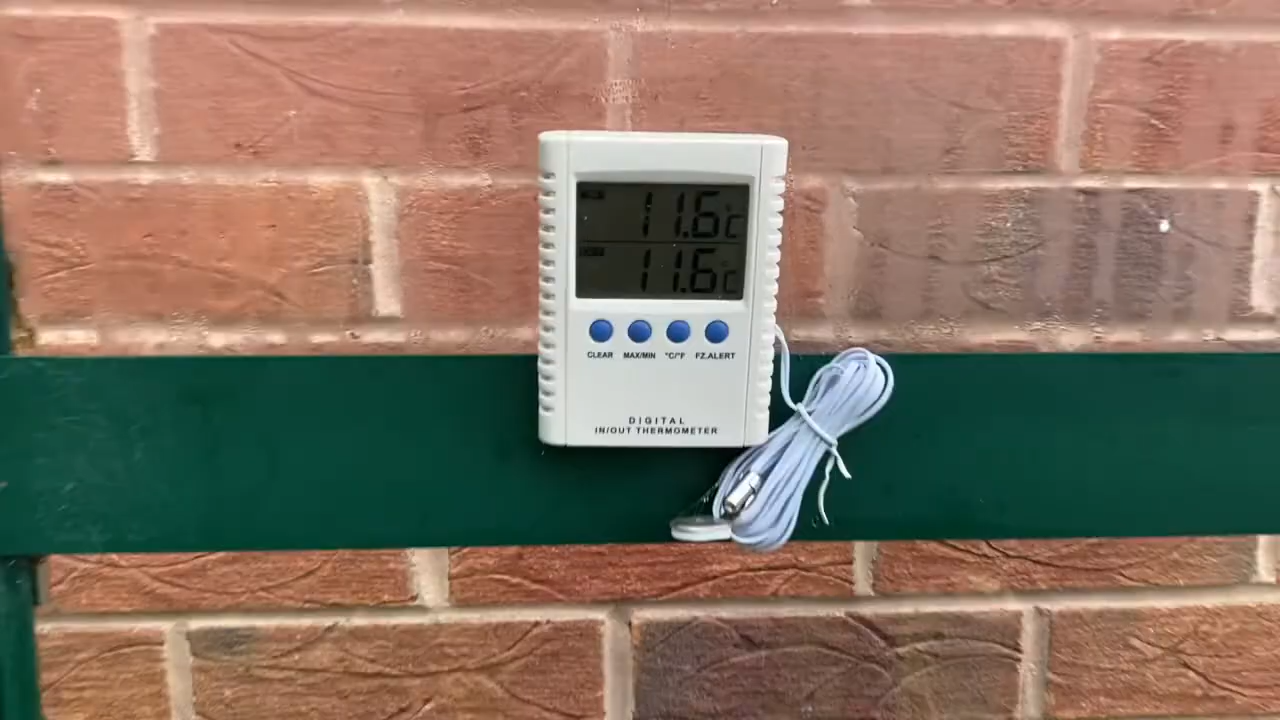 11.6°C
11.6°C
CLEAR MAX/MIN °C/°F FZ.ALERT
DIGITAL
IN/OUT THERMOMETER